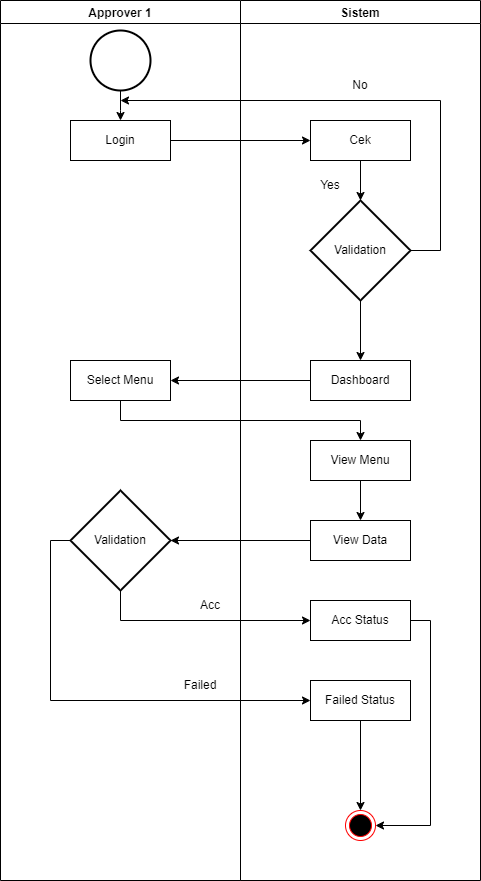 Approver 1
Sistem
No
Login
Cek
Yes
Validation
Select Menu
Dashboard
View Menu
Validation
View Data
Acc
Acc Status
Failed
Failed Status